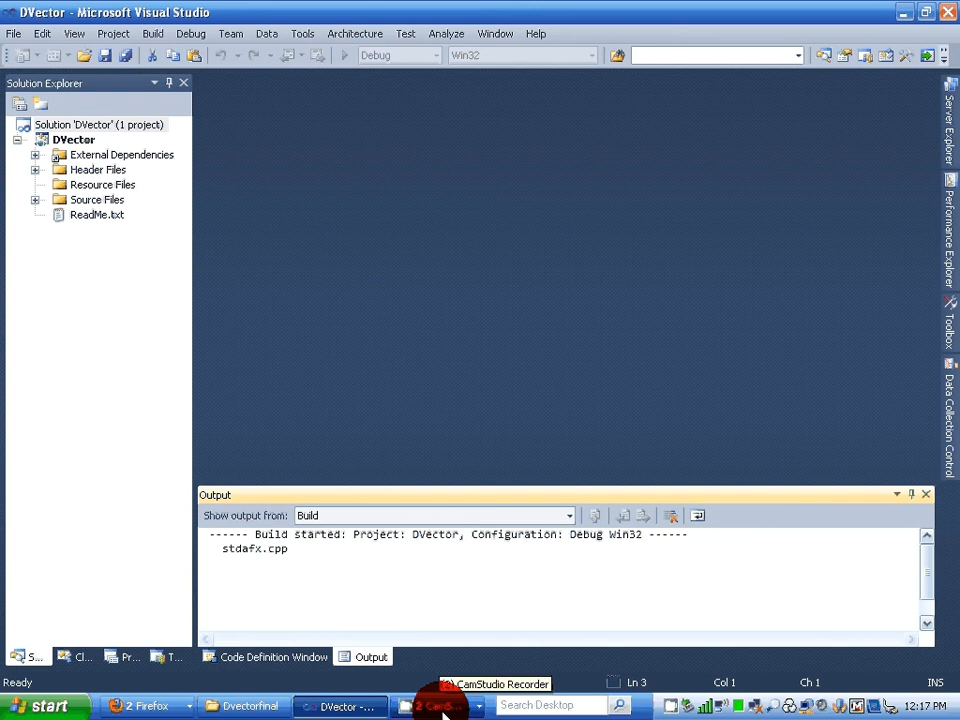 DVector - Microsoft Visual Studio
File Edit View Project Build Debug Team Data Tools Architecture Test Analyze Window Help
Debug Win32
Solution Explorer
Solution 'DVector' (1 project)
DVector
External Dependencies
Header Files
Resource Files
Source Files
ReadMe.txt
Server Explorer
Performance Explorer
Toolbox
Data Collection Control
Output
Show output from: Build
------ Build started: Project: DVector, Configuration: Debug Win32 ------
stdafx.cpp
S... Cl... Pr... T... Code Definition Window Output
Ready Ln 3 Col 1 Ch 1 INS
CamStudio Recorder
start 2 Firefox Dvectorfinal DVector -... 2 CamS... Search Desktop 12:17 PM